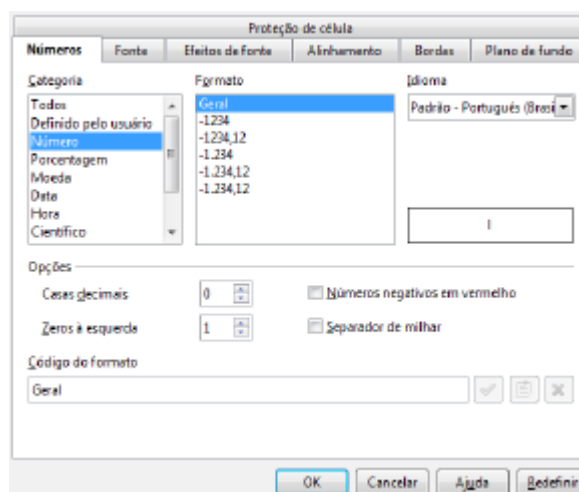 Proteção de célula
Números Fonte Efeitos de fonte Alinhamento Bordas Plano de fundo
Categoria Formato Idioma
Todos
Definido pelo usuário
Número
Porcentagem
Moeda
Data
Hora
Científico
Geral
-1234
-1234,12
-1.234
-1.234,12
-1.234,12
Padrão - Português (Brasi
Opções
Casas decimais 0 Números negativos em vermelho
Zeros à esquerda 1 Separador de milhar
Código do formato
Geral
OK Cancelar Ajuda Redefinir